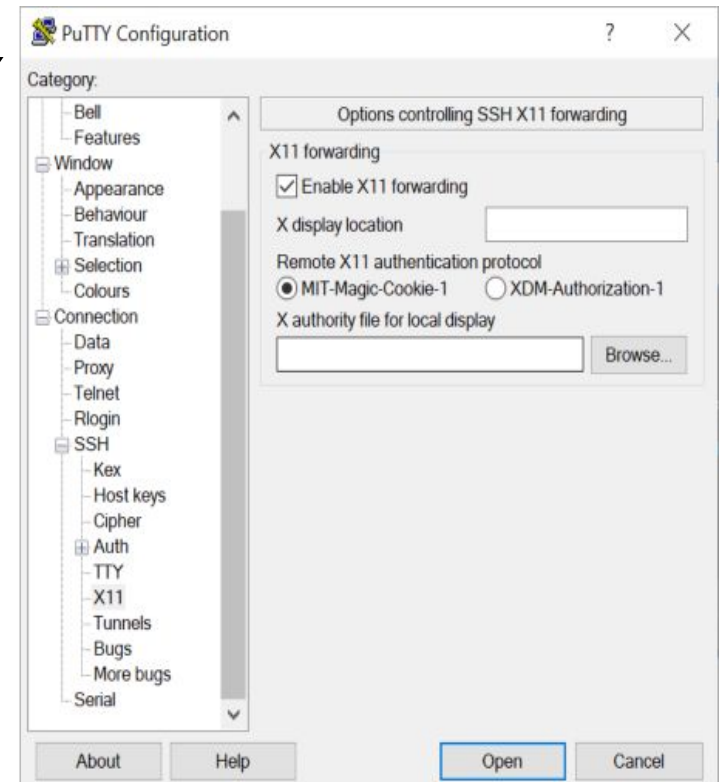 PuTTY Configuration ? X
Category:
Bell
Features
Window
Appearance
Behaviour
Translation
Selection
Colours
Connection
Data
Proxy
Telnet
Rlogin
SSH
Kex
Host keys
Cipher
Auth
TTY
X11
Tunnels
Bugs
More bugs
Serial
Options controlling SSH X11 forwarding
X11 forwarding
Enable X11 forwarding
X display location
Remote X11 authentication protocol
MIT-Magic-Cookie-1 XDM-Authorization-1
X authority file for local display
Browse...
About Help Open Cancel